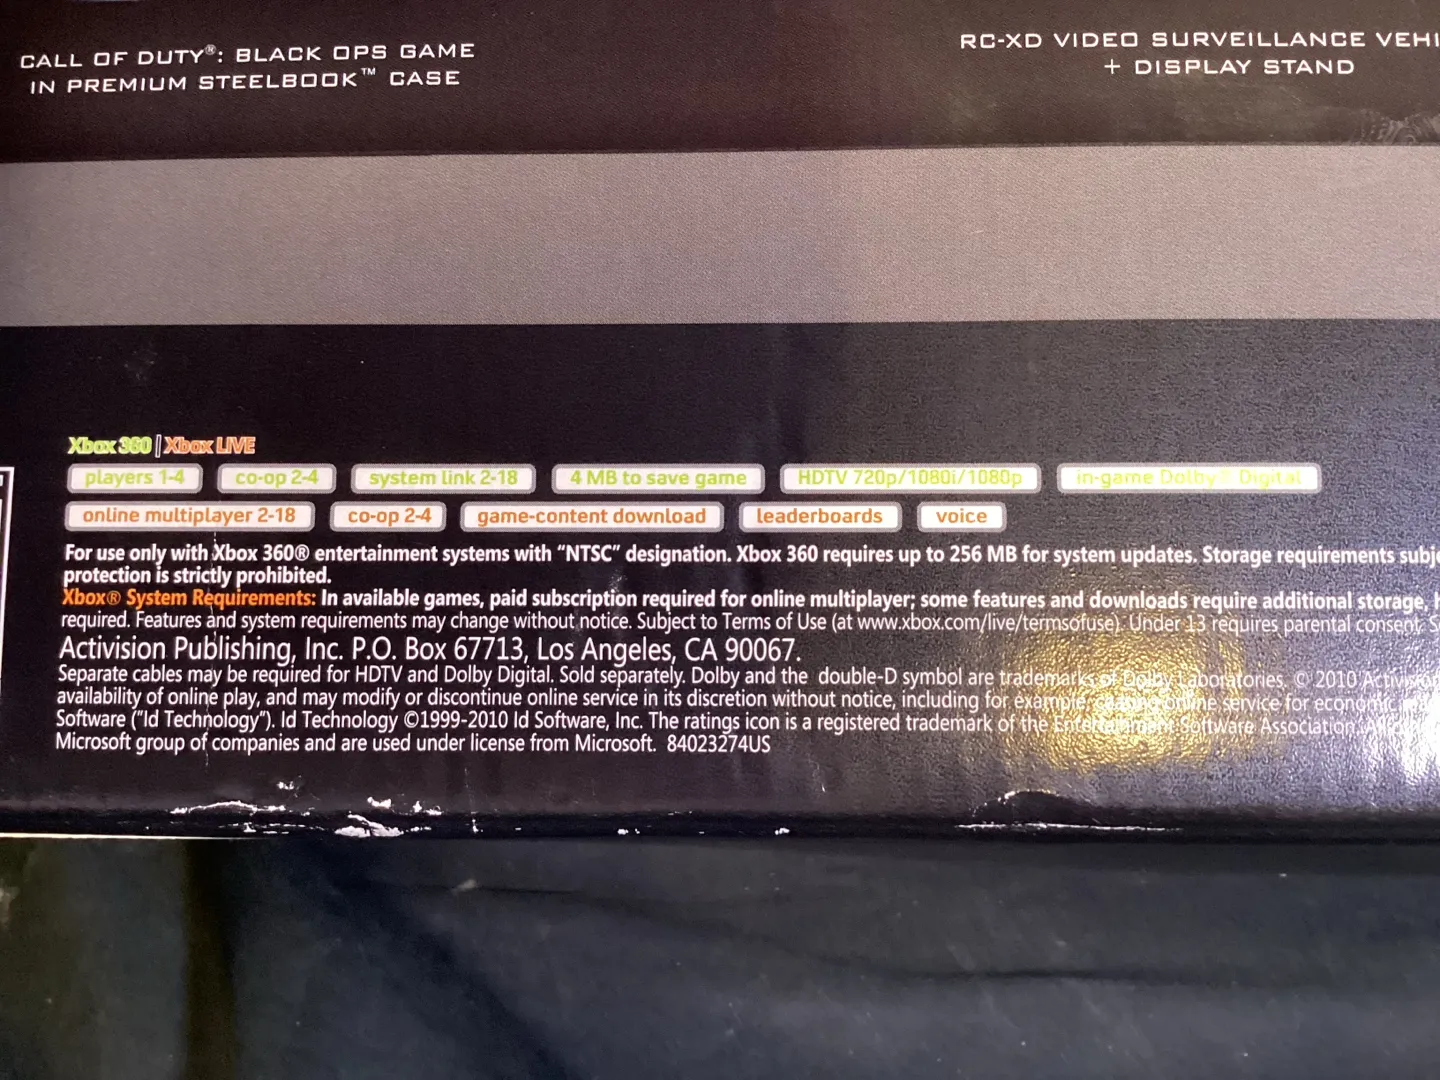 CALL OF DUTY®: BLACK OPS GAME
IN PREMIUM STEELBOOK™ CASE
RC-XD VIDEO SURVEILLANCE VEHI
+ DISPLAY STAND
Xbox 360 | Xbox LIVE
players 1-4 co-op 2-4 system link 2-18 4 MB to save game HDTV 720p/1080i/1080p in-game Dolby® Digital
online multiplayer 2-18 co-op 2-4 game-content download leaderboards voice
For use only with Xbox 360® entertainment systems with “NTSC” designation. Xbox 360 requires up to 256 MB for system updates. Storage requirements subje
protection is strictly prohibited.
Xbox® System Requirements: In available games, paid subscription required for online multiplayer; some features and downloads require additional storage,
required. Features and system requirements may change without notice. Subject to Terms of Use (at www.xbox.com/live/termsofuse). Under 13 requires parental consent.
Activision Publishing, Inc. P.O. Box 67713, Los Angeles, CA 90067.
Separate cables may be required for HDTV and Dolby Digital. Sold separately. Dolby and the double-D symbol are trademarks of Dolby Laboratories. © 2010 Activision
availability of online play, and may modify or discontinue online service in its discretion without notice, including for example, ceasing online service for economic
Software ("Id Technology"). Id Technology ©1999-2010 Id Software, Inc. The ratings icon is a registered trademark of the Entertainment Software Association.
Microsoft group of companies and are used under license from Microsoft. 84023274US